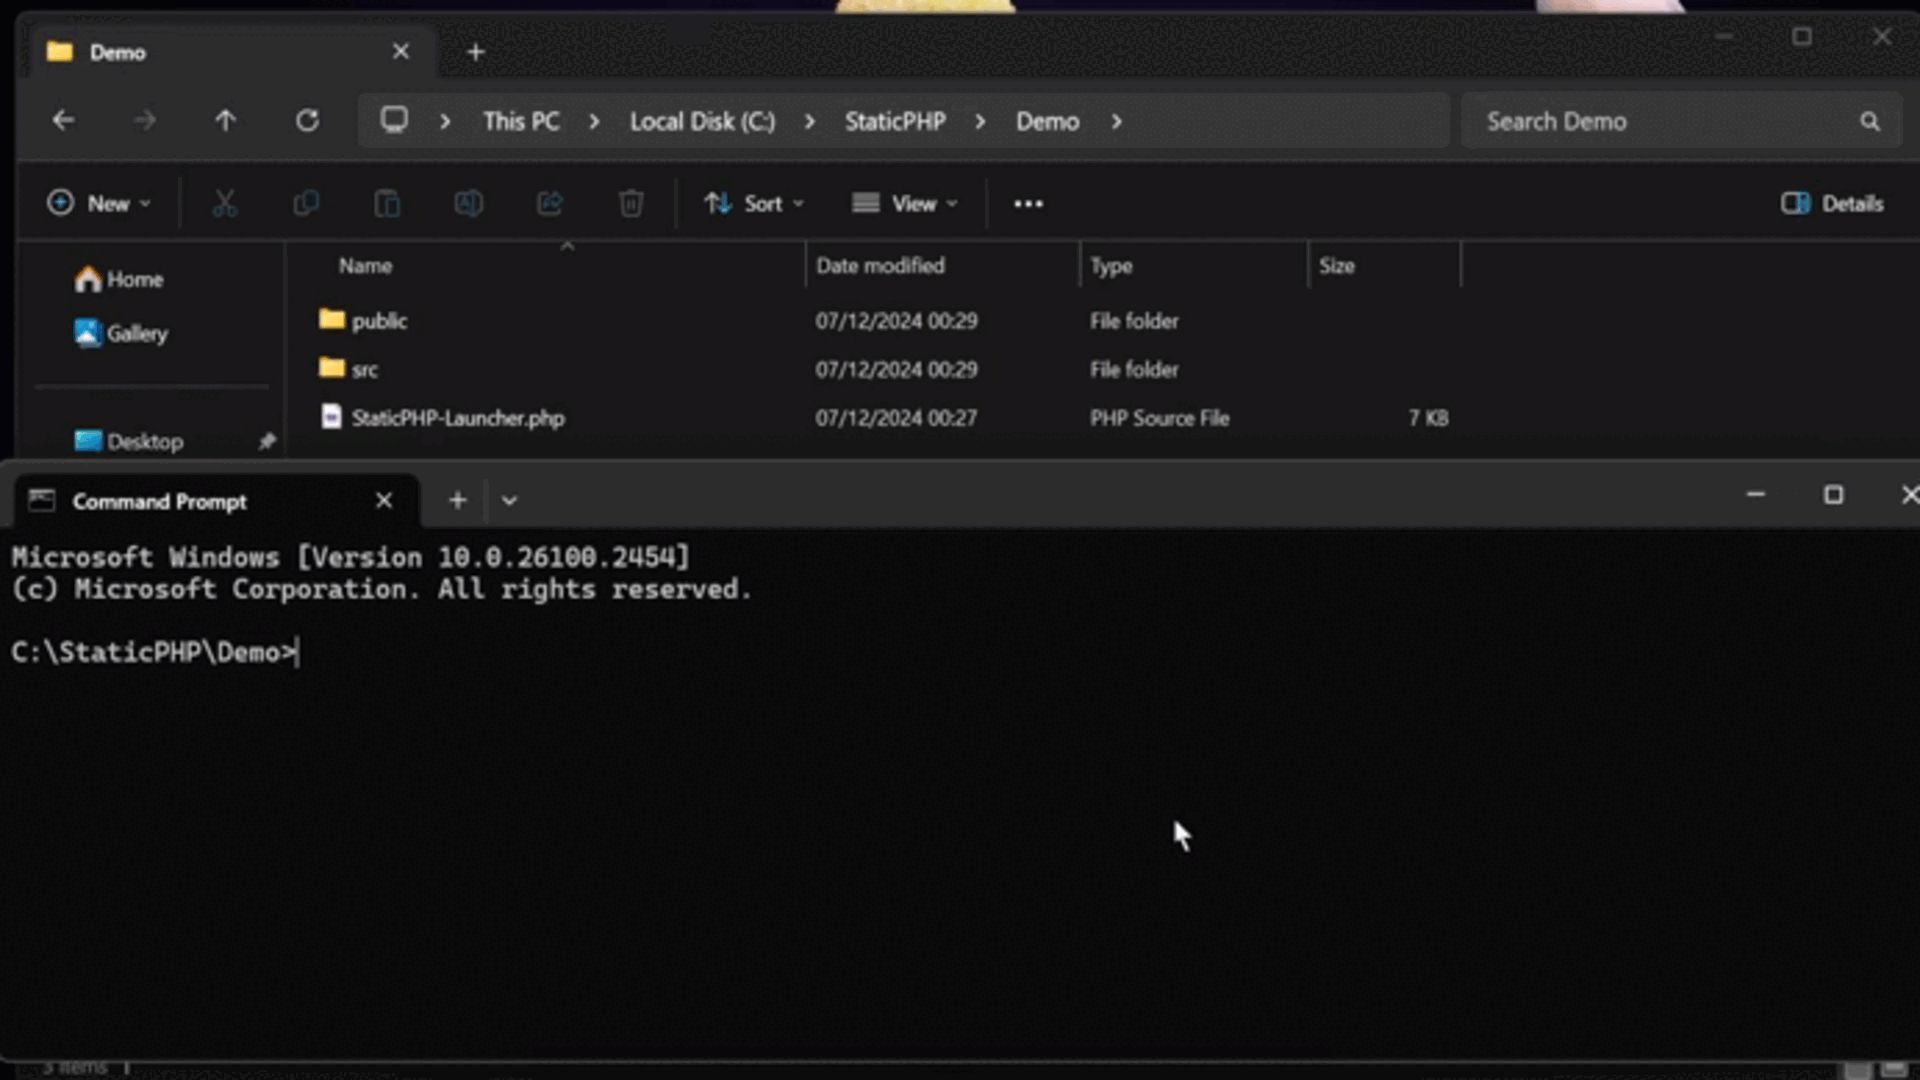 Demo
This PC > Local Disk (C:) > StaticPHP > Demo >
Search Demo
New
Sort
View
Details
Name
Date modified
Type
Size
Home
Gallery
Desktop
public 07/12/2024 00:29 File folder
src 07/12/2024 00:29 File folder
StaticPHP-Launcher.php 07/12/2024 00:27 PHP Source File 7 KB
Command Prompt
Microsoft Windows [Version 10.0.26100.2454]
(c) Microsoft Corporation. All rights reserved.
C:\StaticPHP\Demo>
3 items